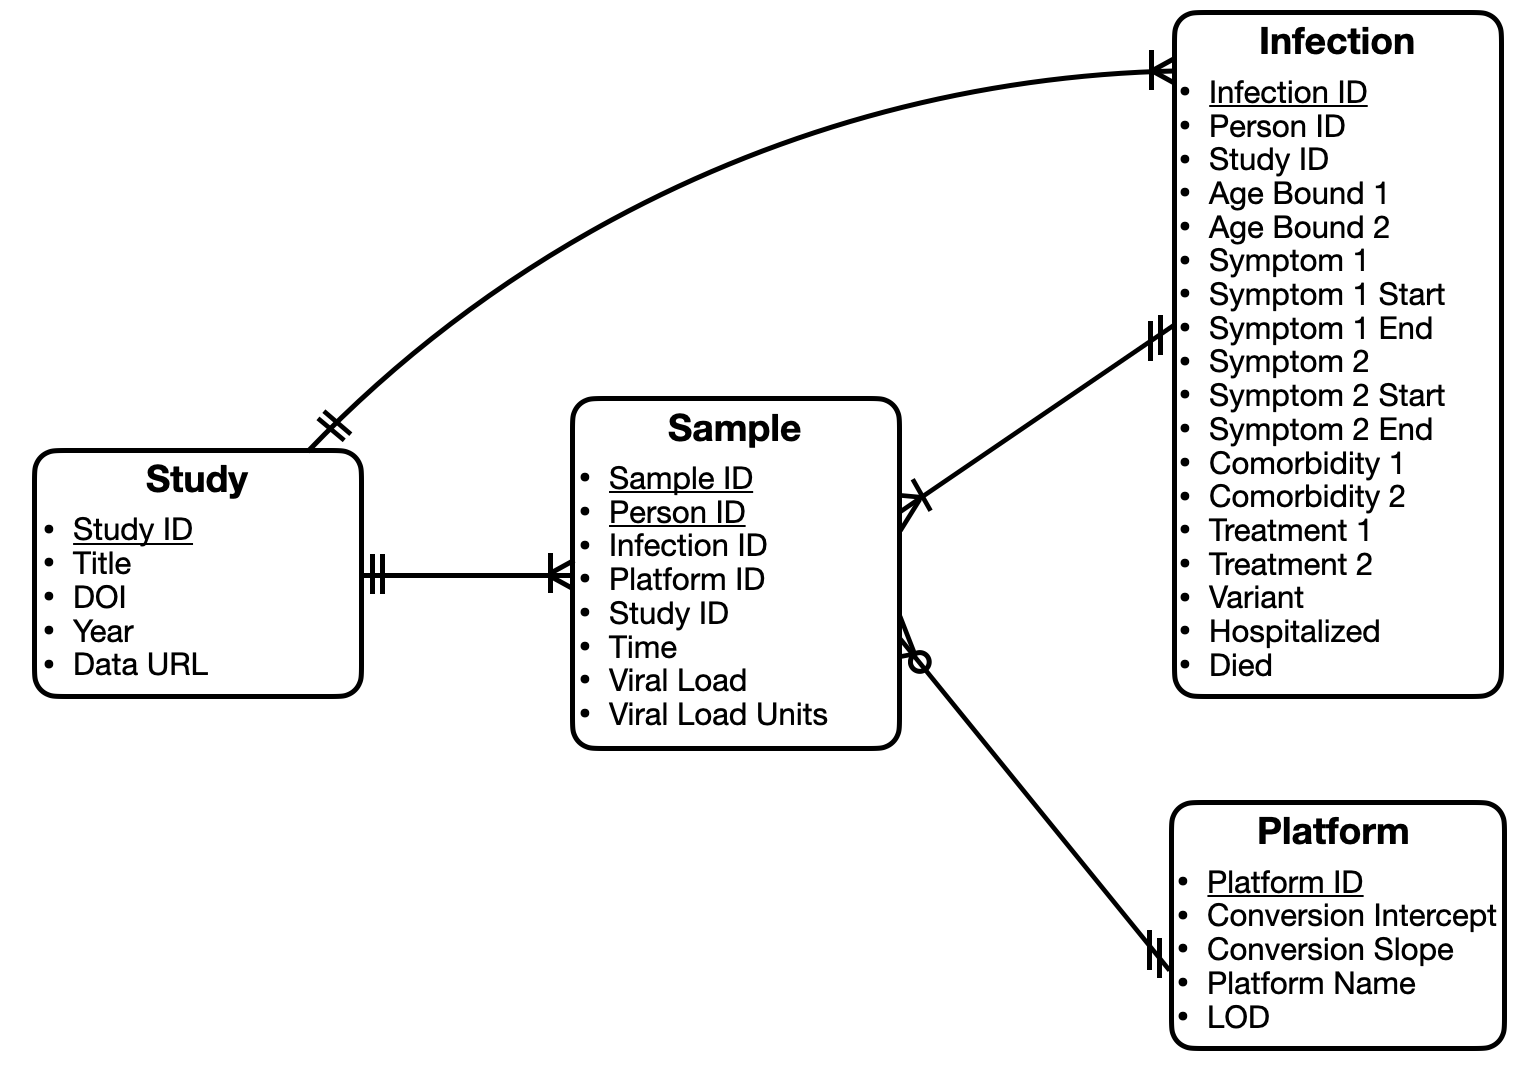 Study
Study ID
Title
DOI
Year
Data URL
Sample
Sample ID
Person ID
Infection ID
Platform ID
Study ID
Time
Viral Load
Viral Load Units
Infection
Infection ID
Person ID
Study ID
Age Bound 1
Age Bound 2
Symptom 1
Symptom 1 Start
Symptom 1 End
Symptom 2
Symptom 2 Start
Symptom 2 End
Comorbidity 1
Comorbidity 2
Treatment 1
Treatment 2
Variant
Hospitalized
Died
Platform
Platform ID
Conversion Intercept
Conversion Slope
Platform Name
LOD